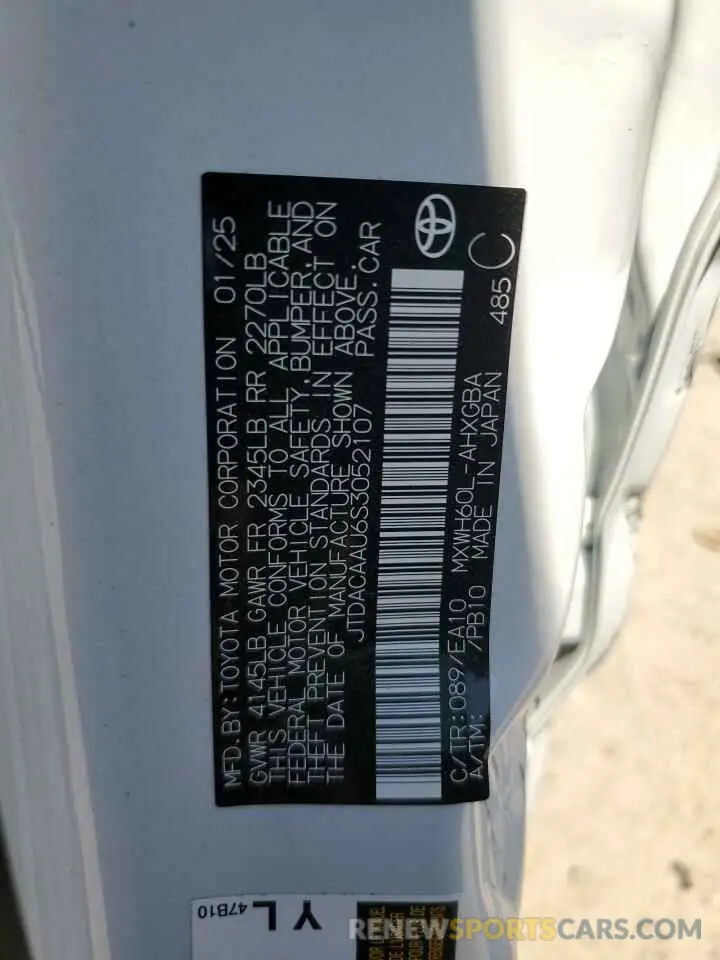 MFD.BY:TOYOTA MOTOR CORPORATION 01/25
GVWR 4145LB GAWR FR 2345LB RR 2270LB
THIS VEHICLE CONFORMS TO ALL APPLICABLE
FEDERAL MOTOR VEHICLE SAFETY, BUMPER, AND
THEFT PREVENTION STANDARDS IN EFFECT ON
THE DATE OF MANUFACTURE SHOWN ABOVE.
JTDACAAU6S3052107 PASS.CAR
C/TR:089/EA10 MXWH60L-AHXGBA 485 C
A/TM: /PB10 MADE IN JAPAN
YL
47B10
RENEWSPORTSCARS.COM